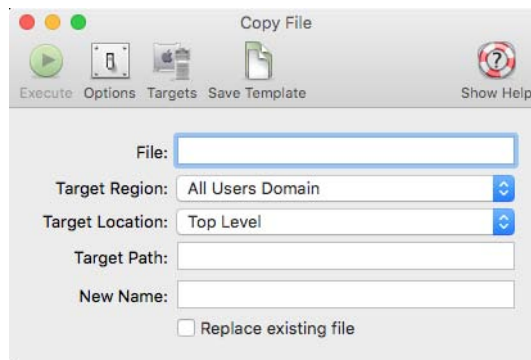 Copy File
Execute Options Targets Save Template Show Help
File:
Target Region: All Users Domain
Target Location: Top Level
Target Path:
New Name:
Replace existing file